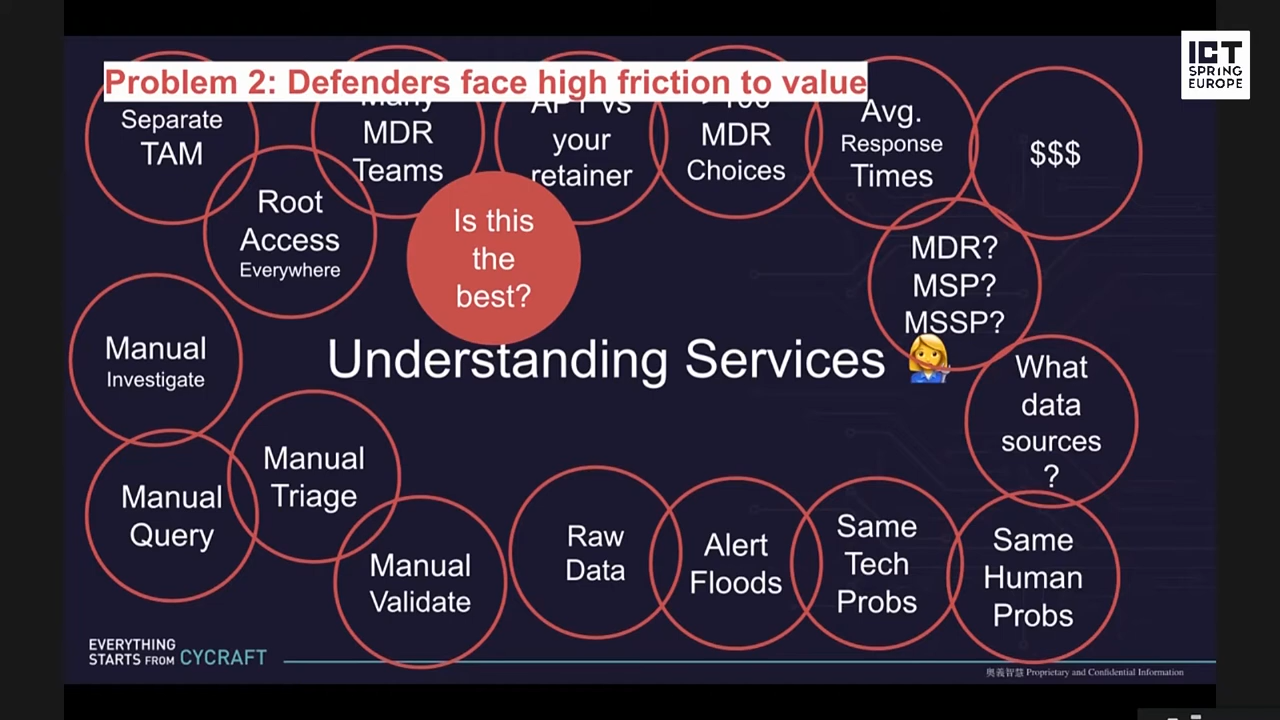 ICT
SPRING
EUROPE
Problem 2: Defenders face high friction to value
Separate
TAM
Many
MDR
Teams
APT vs
your
retainer
>100
MDR
Choices
Avg.
Response
Times
$$$
Root
Access
Everywhere
Is this
the
best?
MDR?
MSP?
MSSP?
Manual
Investigate
Understanding Services
What
data
sources
?
Manual
Query
Manual
Triage
Manual
Validate
Raw
Data
Alert
Floods
Same
Tech
Probs
Same
Human
Probs
EVERYTHING
STARTS FROM CYCRAFT
奧義智慧 Proprietary and Confidential Information